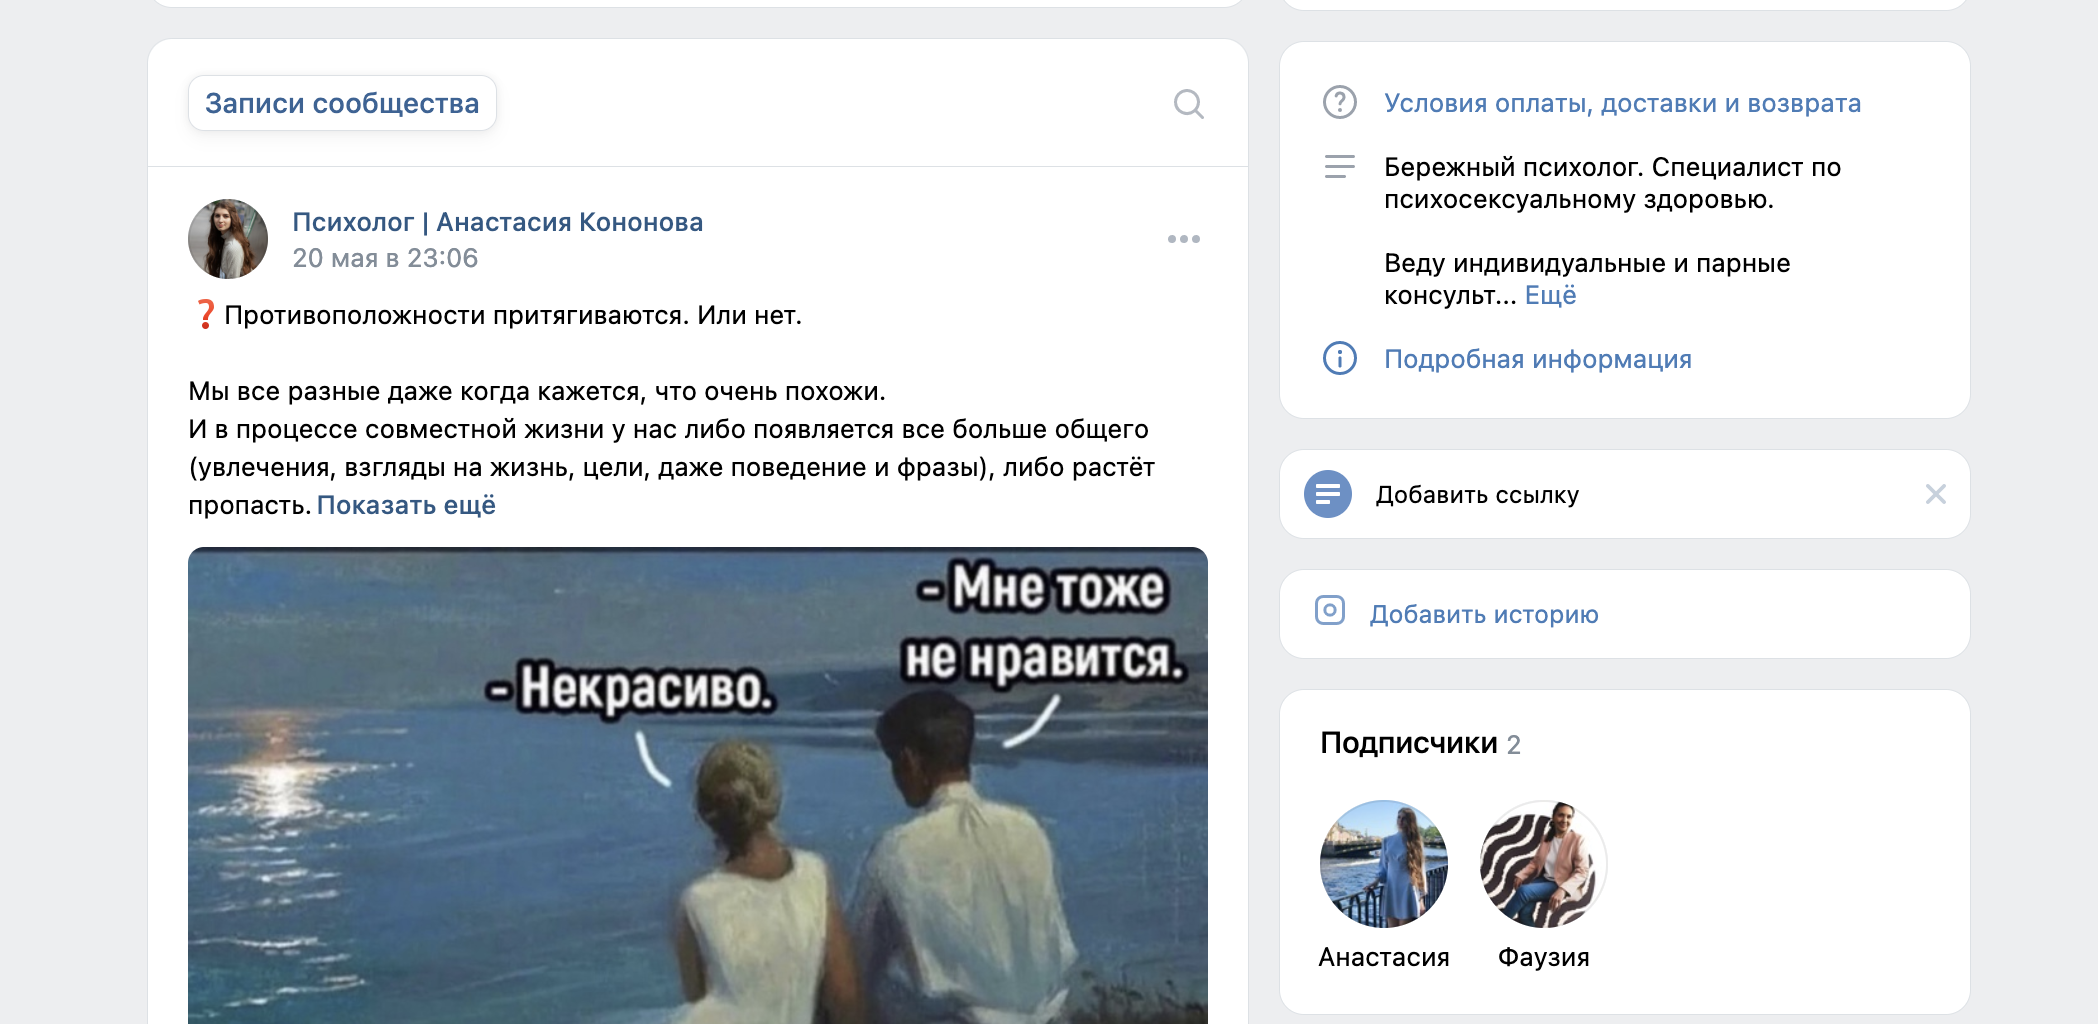 Записи сообщества
Психолог | Анастасия Кононова
20 мая в 23:06
❓Противоположности притягиваются. Или нет.
Мы все разные даже когда кажется, что очень похожи.
И в процессе совместной жизни у нас либо появляется все больше общего
(увлечения, взгляды на жизнь, цели, даже поведение и фразы), либо растёт
пропасть. Показать ещё
- Мне тоже
не нравится.
- Некрасиво.
Условия оплаты, доставки и возврата
Бережный психолог. Специалист по
психосексуальному здоровью.
Веду индивидуальные и парные
консульт... Ещё
Подробная информация
Добавить ссылку
Добавить историю
Подписчики 2
Анастасия
Фаузия